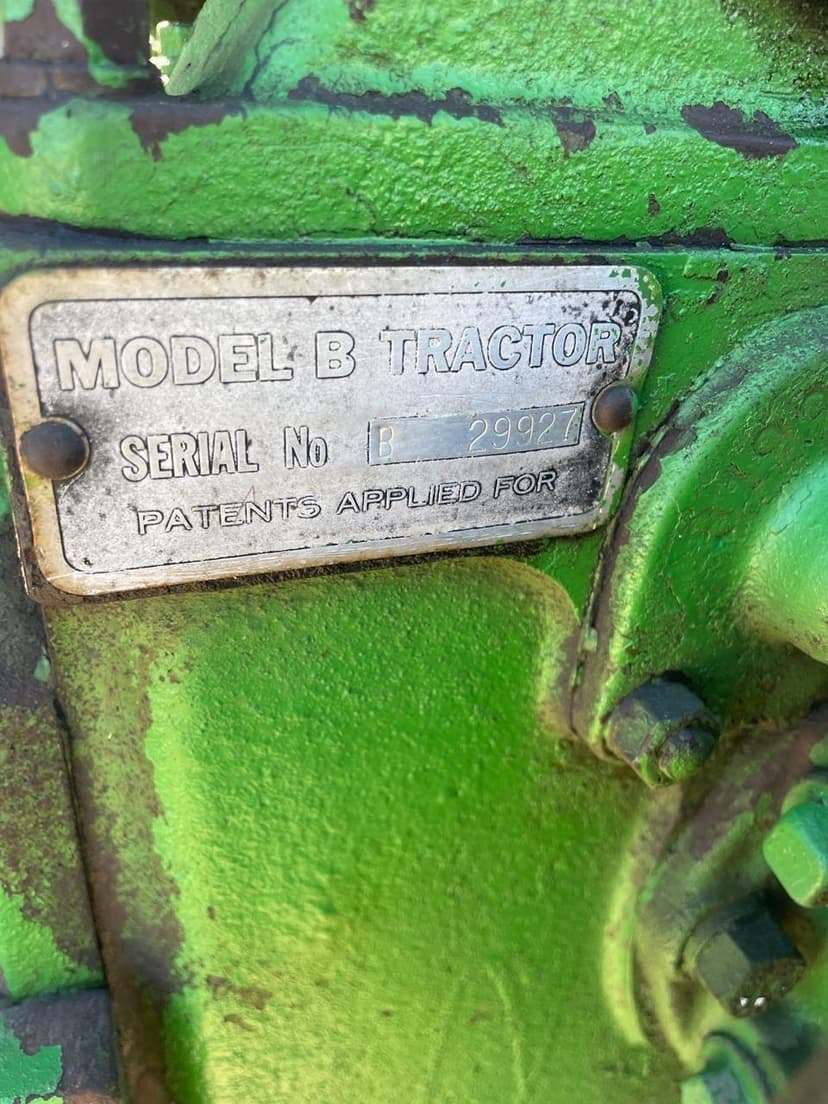 MODEL B TRACTOR
SERIAL No B 29927
PATENTS APPLIED FOR